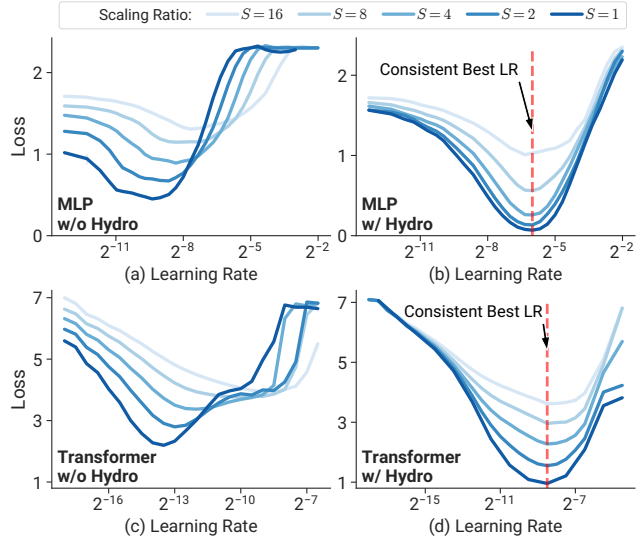 Scaling Ratio: S = 16 S = 8 S = 4 S = 2 S = 1
Loss
2
1
0
MLP
w/o Hydro
2^-11 2^-8 2^-5 2^-2
(a) Learning Rate
Consistent Best LR
2
1
0
MLP
w/ Hydro
2^-11 2^-8 2^-5 2^-2
(b) Learning Rate
Loss
7
5
3
1
Transformer
w/o Hydro
2^-16 2^-13 2^-10 2^-7
(c) Learning Rate
Consistent Best LR
7
5
3
1
Transformer
w/ Hydro
2^-15 2^-11 2^-7
(d) Learning Rate